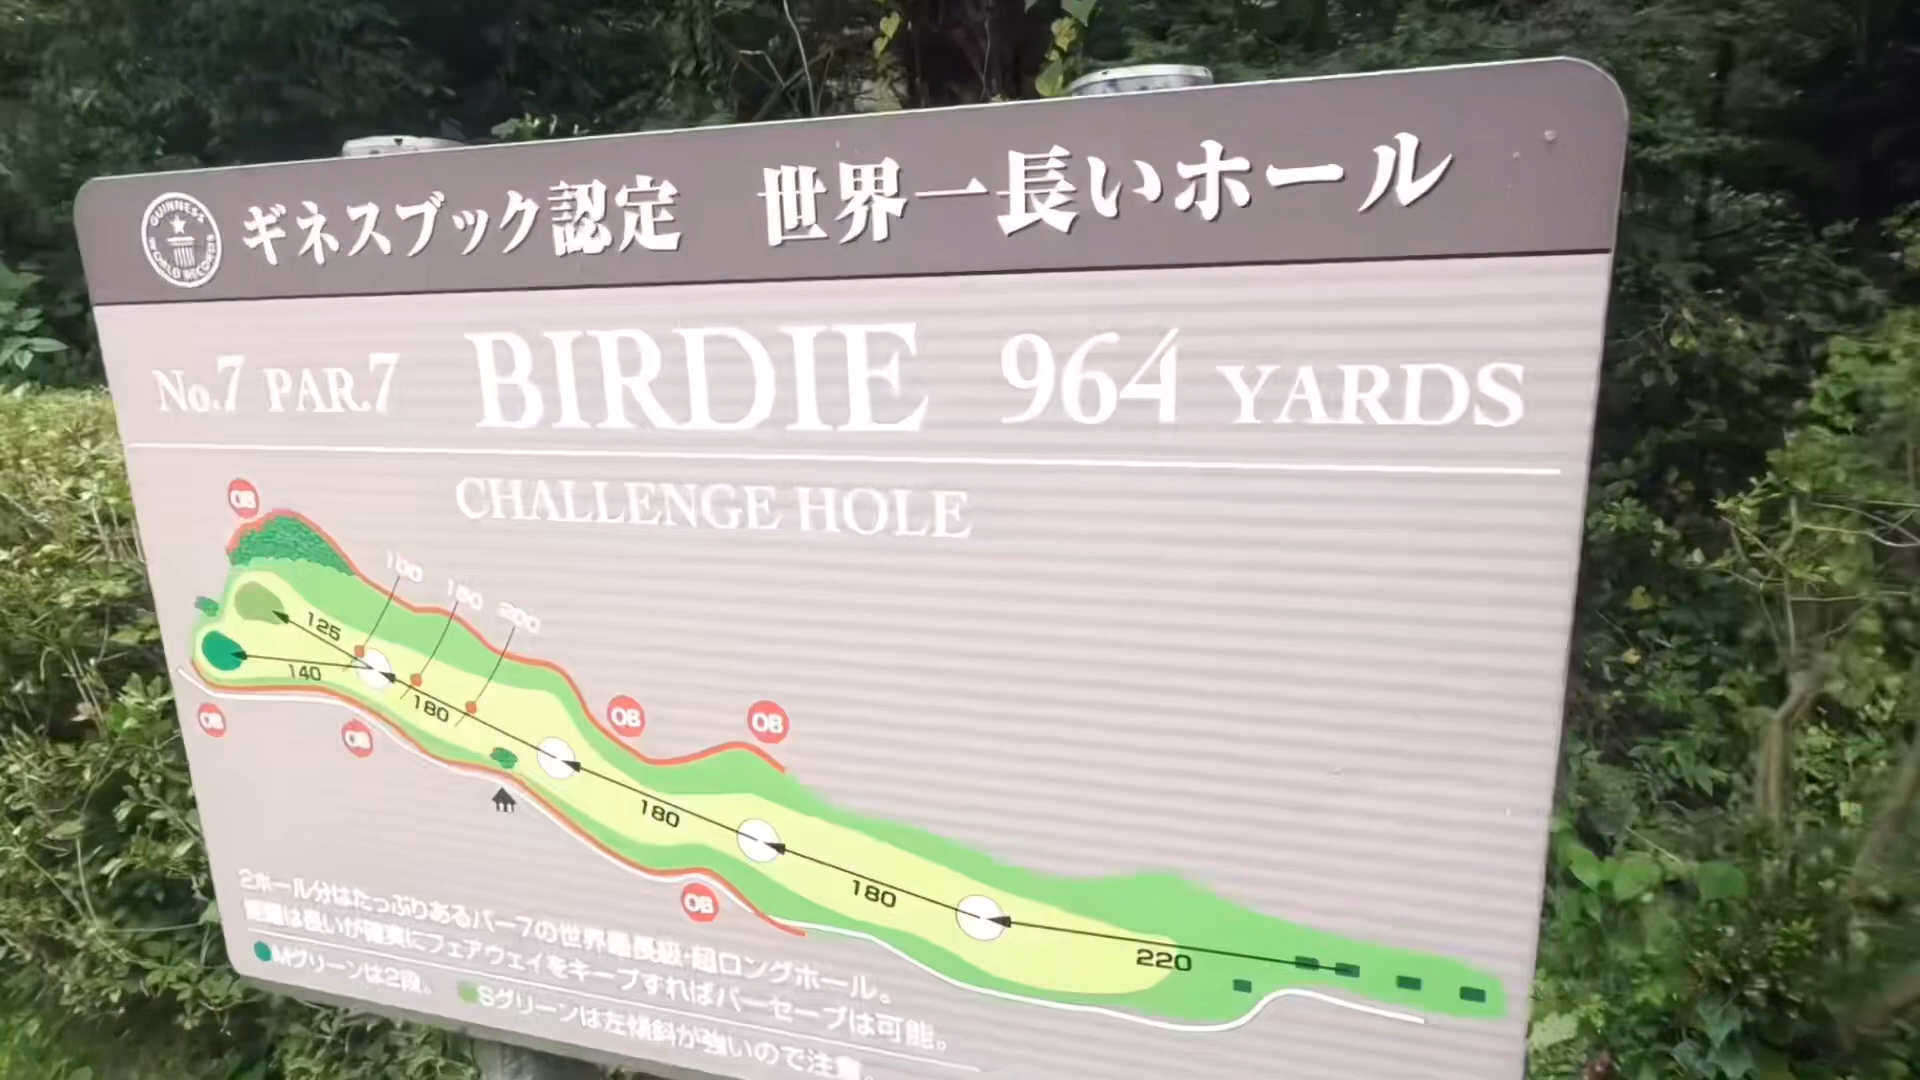 GUINNESS WORLD RECORDS
ギネスブック認定 世界一長いホール
No.7 PAR.7 BIRDIE 964 YARDS
CHALLENGE HOLE
OB
100
150
200
125
140
180
OB
OB
OB
OB
180
180
OB
220
2ホール分はたっぷりあるパー7の世界最長級・超ロングホール。
距離は長いが確実にフェアウェイをキープすればパーセーブは可能。
●Mグリーンは2段。 ●Sグリーンは左傾斜が強いので注意。